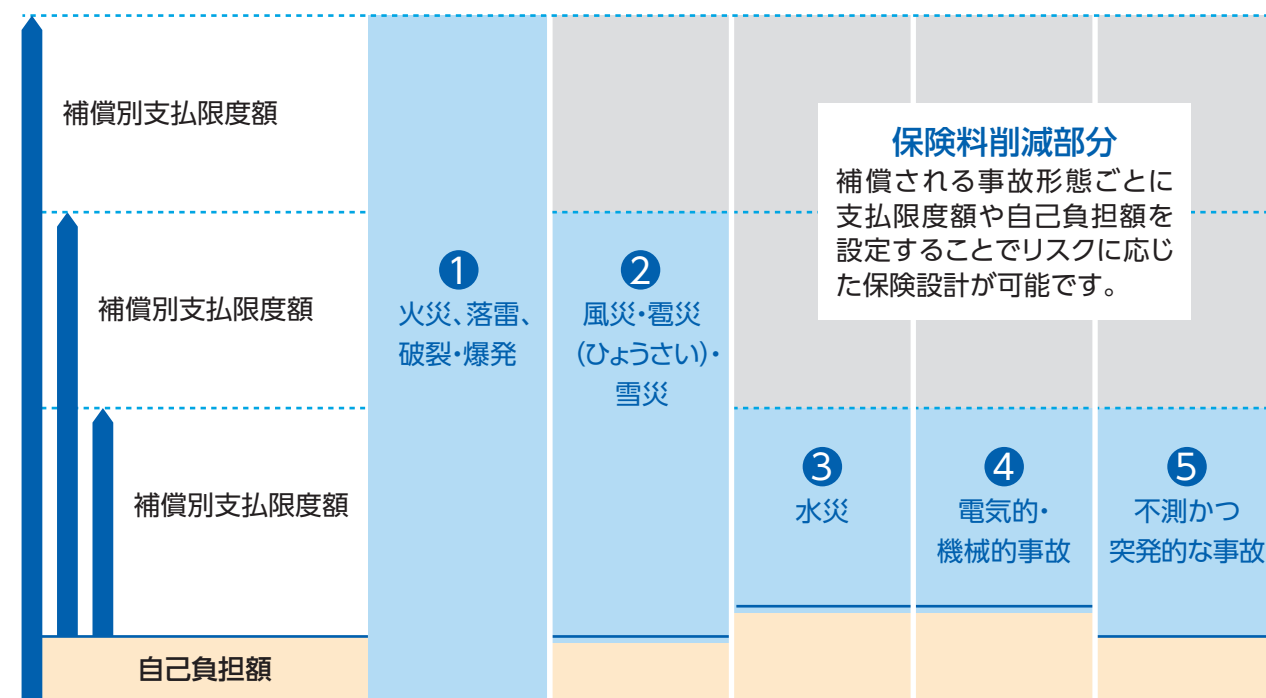 補償別支払限度額
補償別支払限度額
補償別支払限度額
自己負担額
❶
火災、落雷、
破裂・爆発
❷
風災・雹災
(ひょうさい)・
雪災
保険料削減部分
補償される事故形態ごとに
支払限度額や自己負担額を
設定することでリスクに応じ
た保険設計が可能です。
❸
水災
❹
電気的・
機械的事故
❺
不測かつ
突発的な事故